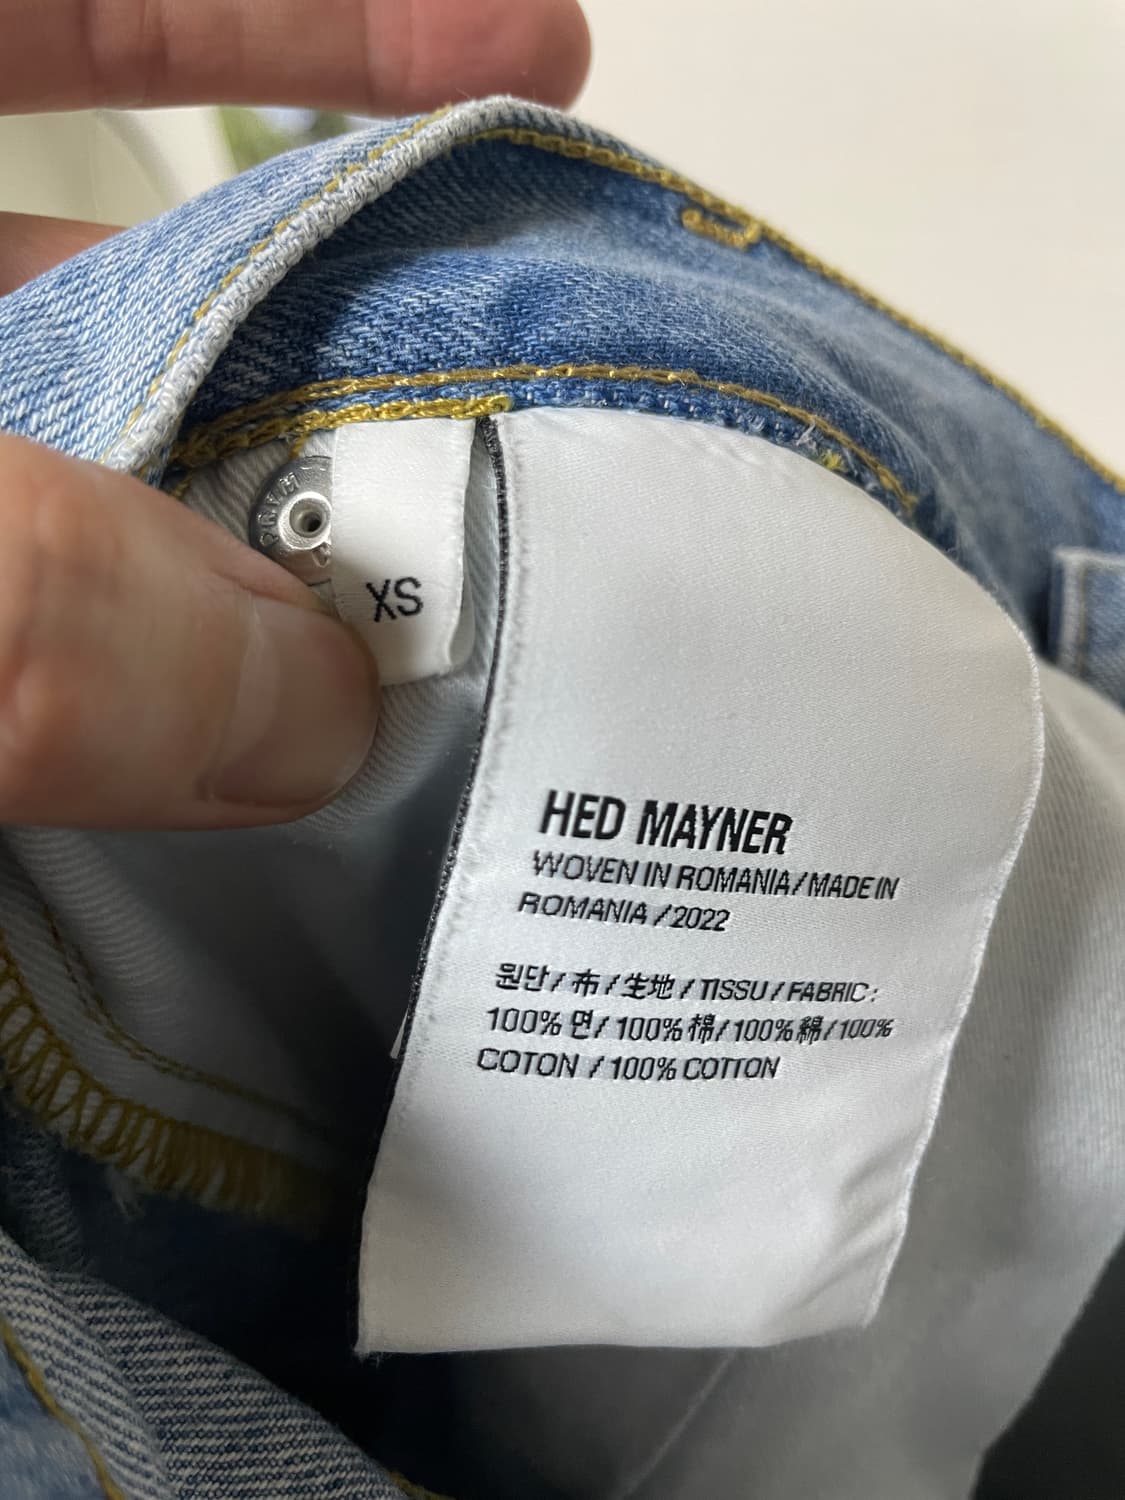 PRYM
XS
HED MAYNER
WOVEN IN ROMANIA / MADE IN
ROMANIA / 2022
원단 / 布 / 生地 / TISSU / FABRIC :
100% 면 / 100% 棉 / 100% 綿 / 100%
COTON / 100% COTTON